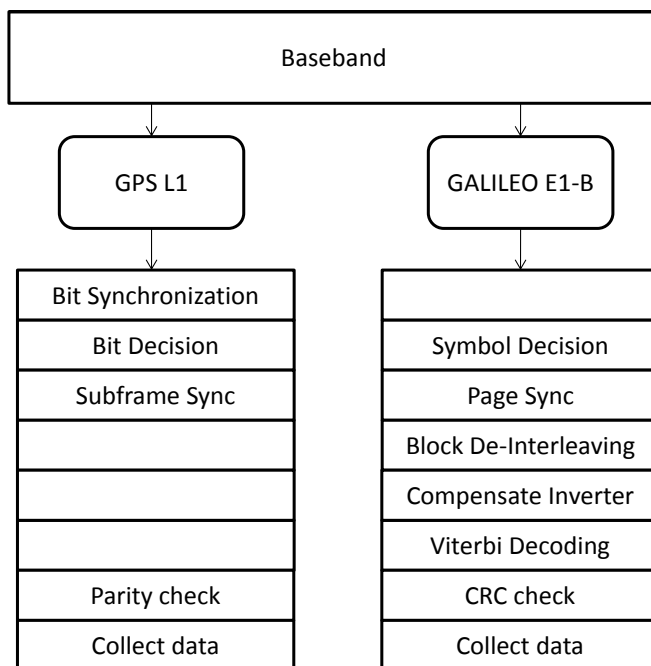 Baseband
GPS L1
GALILEO E1-B
Bit Synchronization
Bit Decision
Symbol Decision
Subframe Sync
Page Sync
Block De-Interleaving
Compensate Inverter
Viterbi Decoding
Parity check
CRC check
Collect data
Collect data